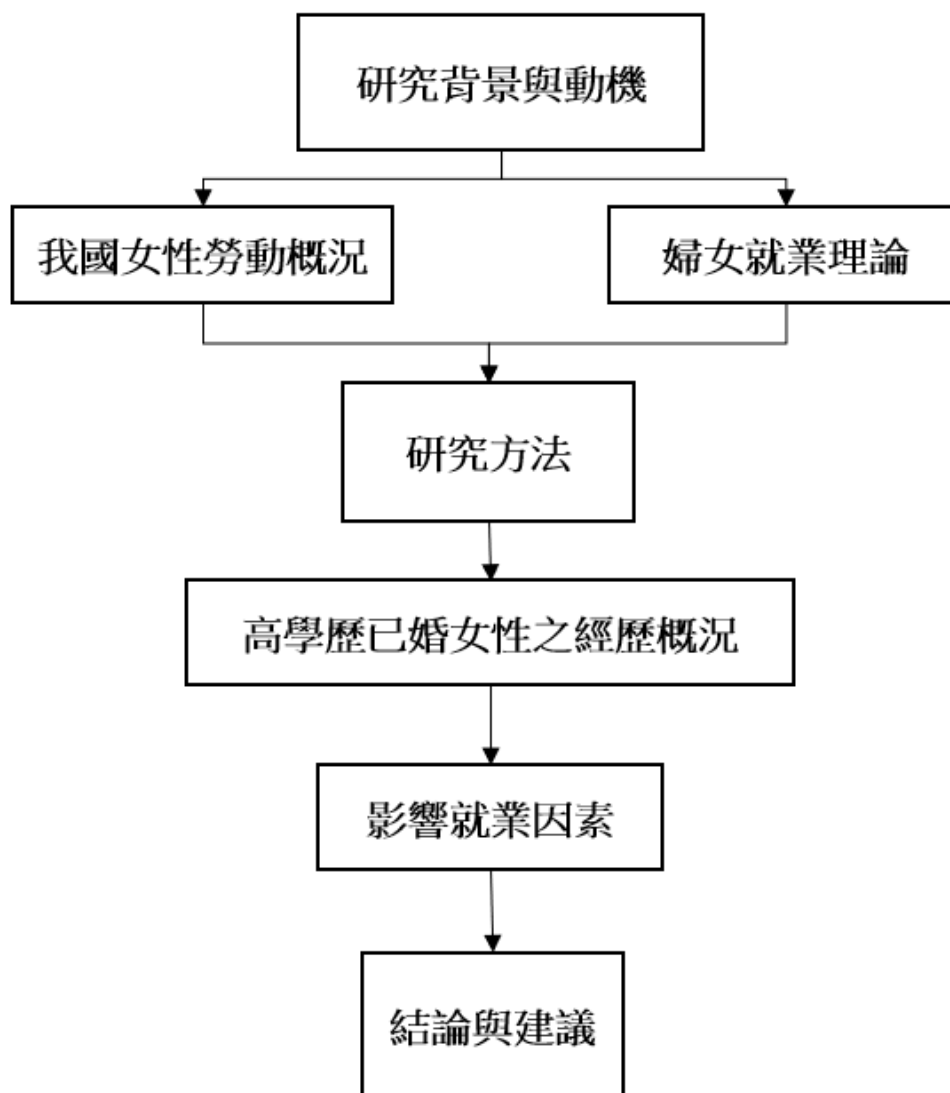 研究背景與動機
我國女性勞動概況
婦女就業理論
研究方法
高學歷已婚女性之經歷概況
影響就業因素
結論與建議